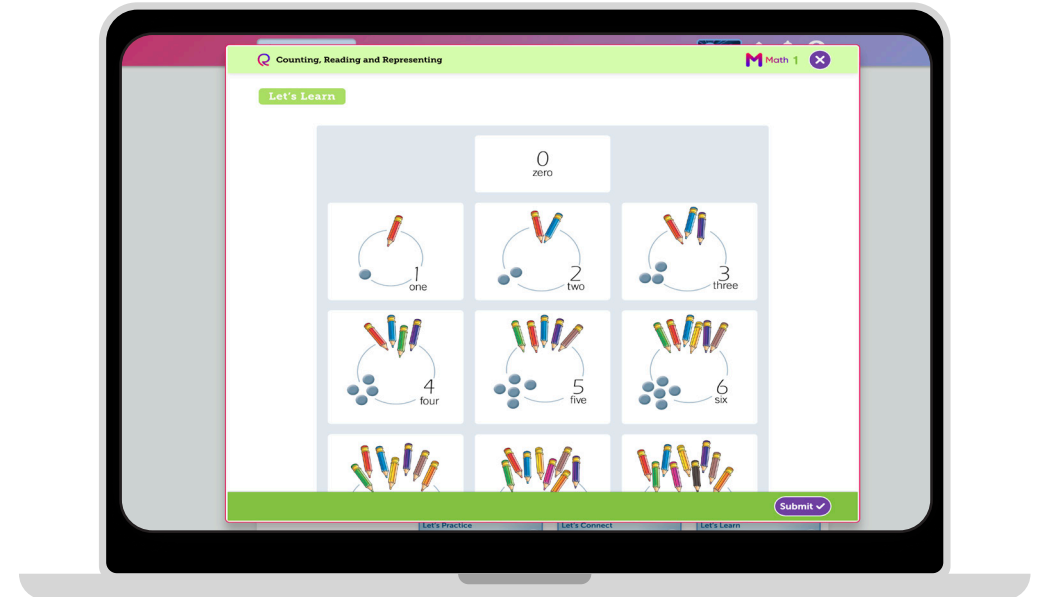 Counting, Reading and Representing
Math 1
Let's Learn
0
zero
1
one
2
two
3
three
4
four
5
five
6
six
Submit
Let's Practice
Let's Connect
Let's Learn